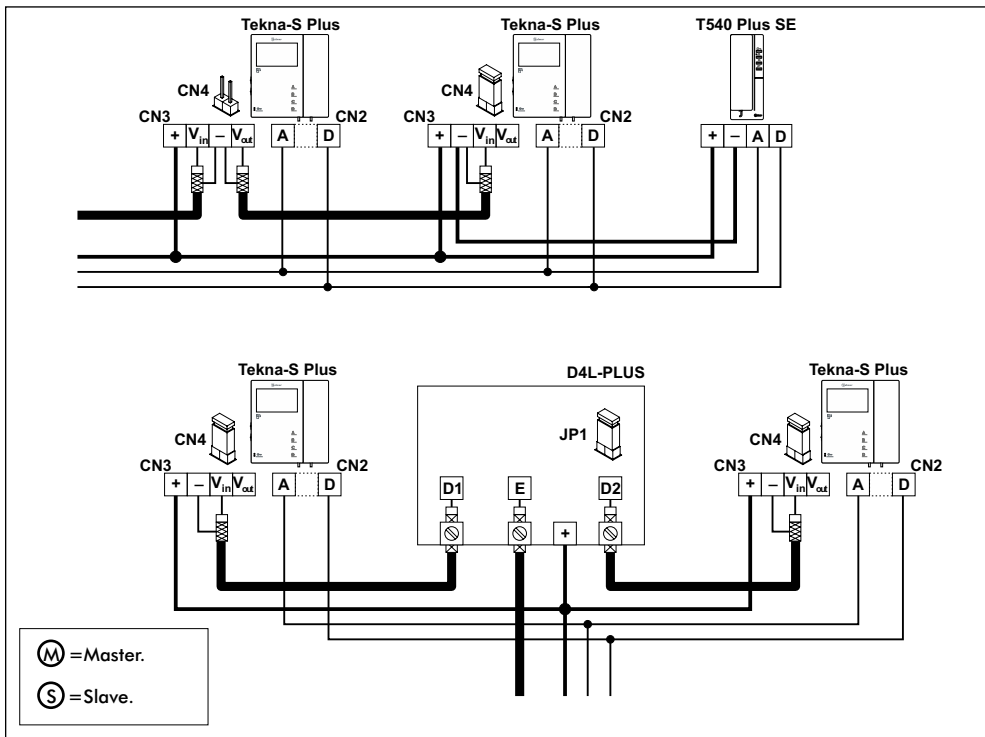 Tekna-S Plus Tekna-S Plus T540 Plus SE
CN4 CN4
CN3 CN2 CN3 CN2
+ Vin – Vout A D + – Vin Vout A D + – A D
Tekna-S Plus D4L-PLUS Tekna-S Plus
CN4 JP1 CN4
CN3 CN2 CN3 CN2
+ – Vin Vout A D D1 E D2 + – Vin Vout A D
+
M =Master.
S =Slave.